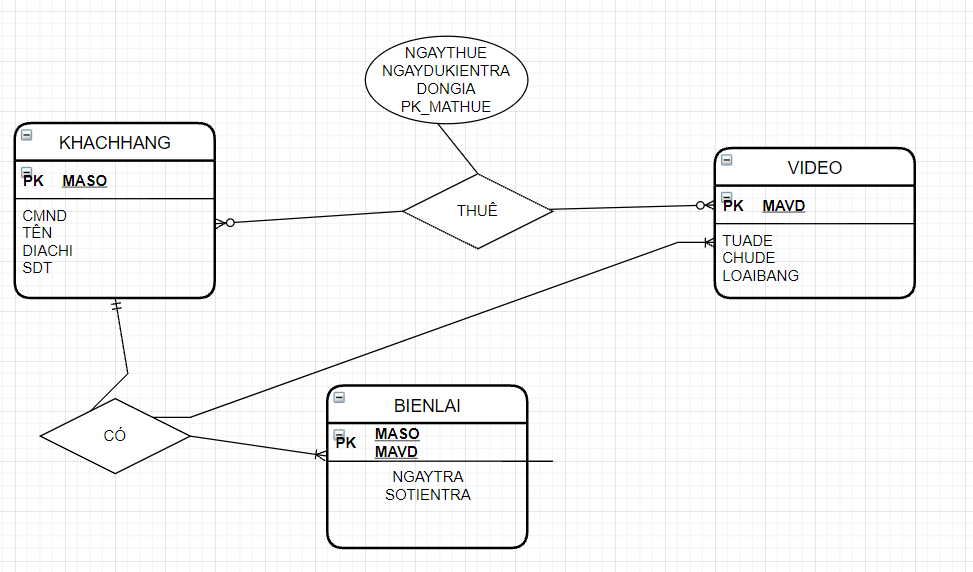 NGAYTHUE
NGAYDUKIENTRA
DONGIA
PK_MATHUE
KHACHHANG
PK MASO
CMND
TÊN
DIACHI
SDT
THUÊ
VIDEO
PK MAVD
TUADE
CHUDE
LOAIBANG
CÓ
BIENLAI
PK MASO
MAVD
NGAYTRA
SOTIENTRA